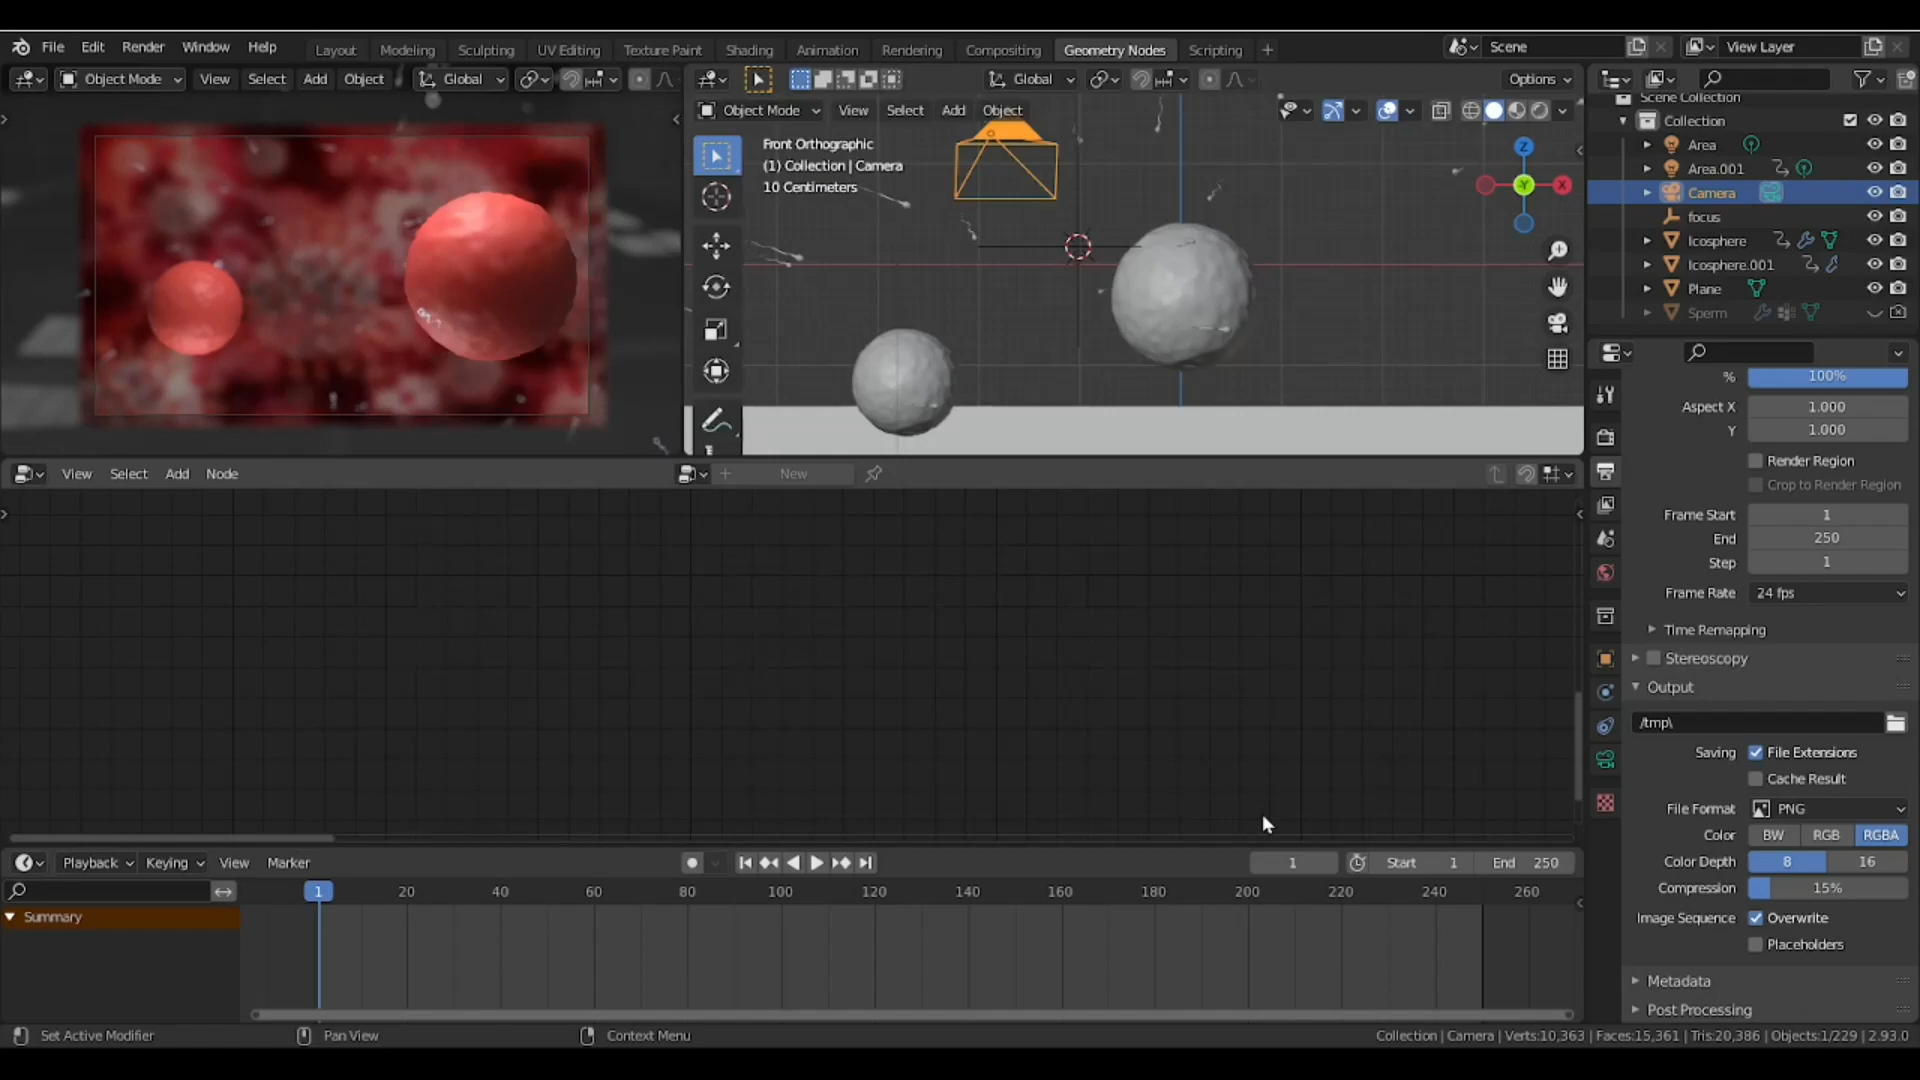 File Edit Render Window Help Layout Modeling Sculpting UV Editing Texture Paint Shading Animation Rendering Compositing Geometry Nodes Scripting + Scene View Layer
Object Mode View Select Add Object Global Global Options
Object Mode View Select Add Object
Front Orthographic
(1) Collection | Camera
10 Centimeters
Z
Y
X
Scene Collection
Collection
Area
Area.001
Camera
focus
Icosphere
Icosphere.001
Plane
Sperm
% 100%
Aspect X 1.000
Y 1.000
Render Region
Crop to Render Region
Frame Start 1
End 250
Step 1
Frame Rate 24 fps
Time Remapping
Stereoscopy
Output
/tmp\
Saving File Extensions
Cache Result
File Format PNG
Color BW RGB RGBA
Color Depth 8 16
Compression 15%
Image Sequence Overwrite
Placeholders
Metadata
Post Processing
View Select Add Node + New
Playback Keying View Marker 1 Start 1 End 250
1 20 40 60 80 100 120 140 160 180 200 220 240 260
Summary
Set Active Modifier Pan View Context Menu Collection | Camera | Verts:10,363 | Faces:15,361 | Tris:20,386 | Objects:1/229 | 2.93.0